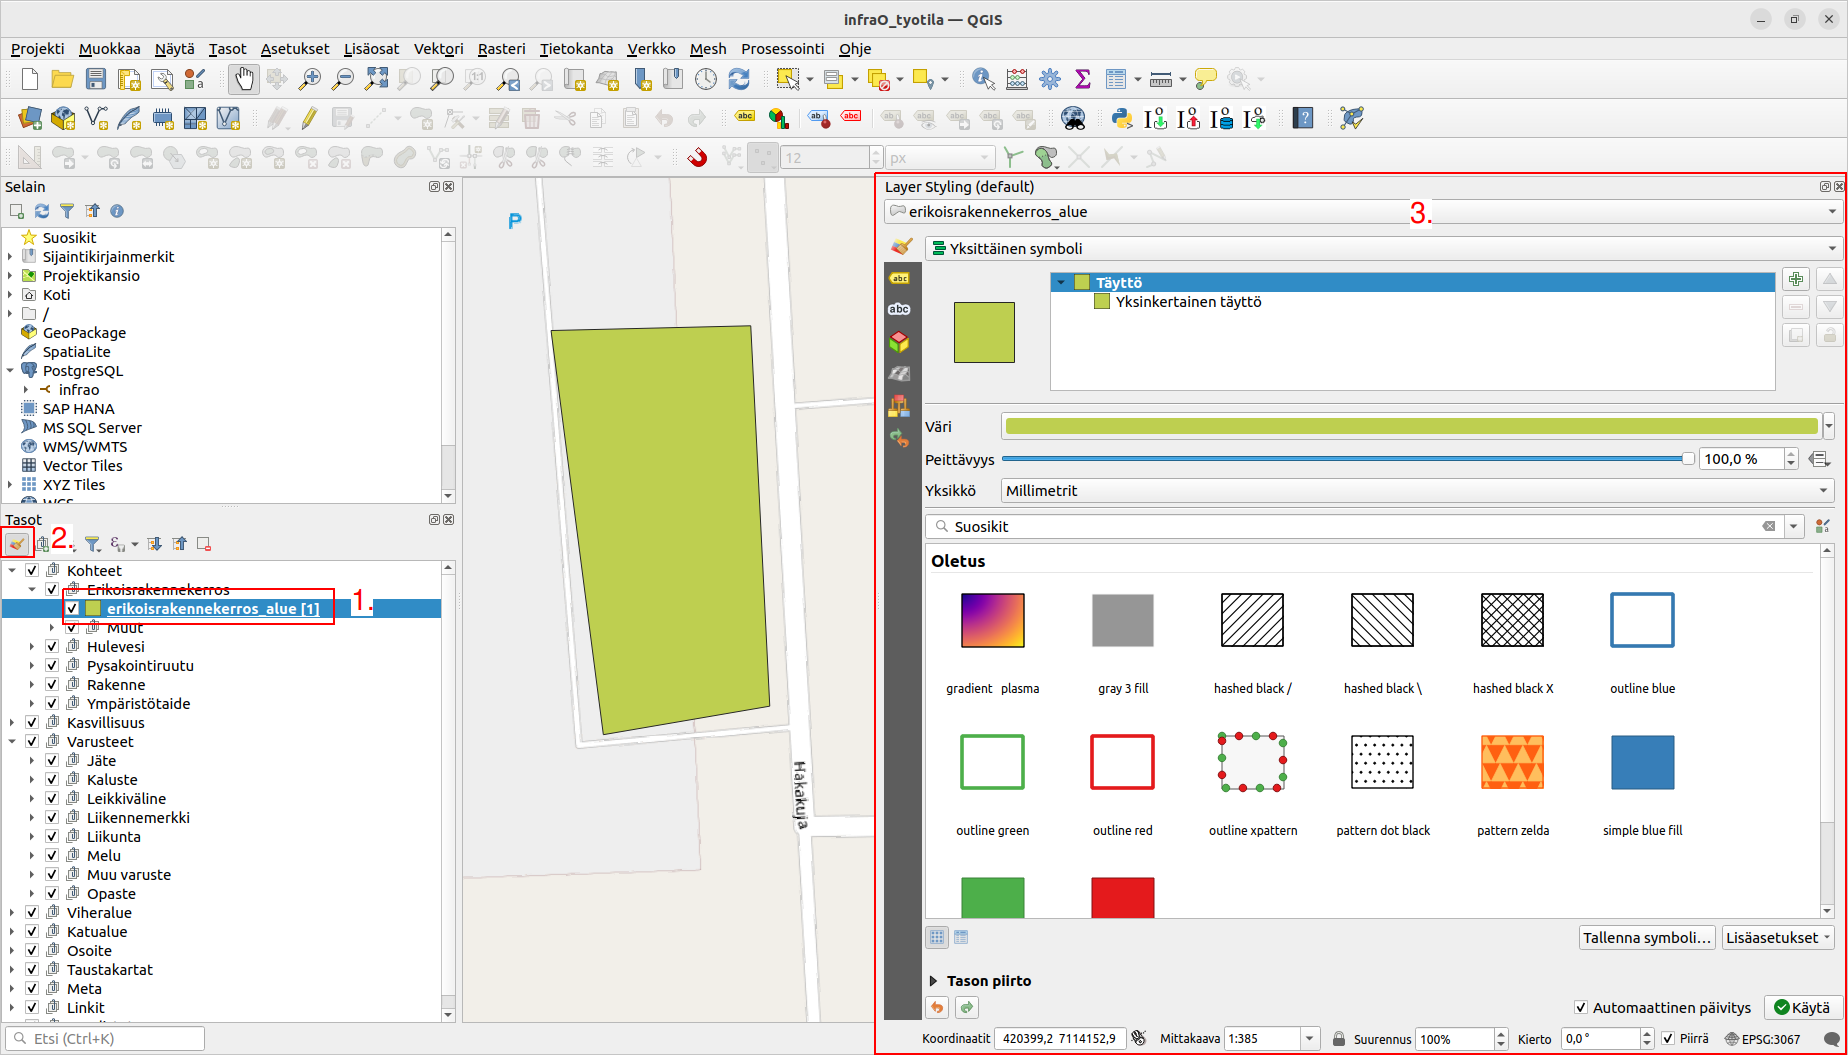 infraO_tyotila — QGIS
Projekti Muokkaa Näytä Tasot Asetukset Lisäosat Vektori Rasteri Tietokanta Verkko Mesh Prosessointi Ohje
12 px
Selain
Suosikit
Sijaintikirjainmerkit
Projektikansio
Koti
/
GeoPackage
SpatiaLite
PostgreSQL
infrao
SAP HANA
MS SQL Server
WMS/WMTS
Vector Tiles
XYZ Tiles
WCS
Tasot
2.
Kohteet
Erikoisrakennekerros
erikoisrakennekerros_alue [1]
1.
Muut
Hulevesi
Pysakointiruutu
Rakenne
Ympäristötaide
Kasvillisuus
Varusteet
Jäte
Kaluste
Leikkiväline
Liikennemerkki
Liikunta
Melu
Muu varuste
Opaste
Viheralue
Katualue
Osoite
Taustakartat
Meta
Linkit
Etsi (Ctrl+K)
P
Hakakuja
Layer Styling (default)
erikoisrakennekerros_alue
3.
Yksittäinen symboli
Täyttö
Yksinkertainen täyttö
Väri
Peittävyys 100,0 %
Yksikkö Millimetrit
Suosikit
Oletus
gradient plasma
gray 3 fill
hashed black /
hashed black \
hashed black X
outline blue
outline green
outline red
outline xpattern
pattern dot black
pattern zelda
simple blue fill
Tallenna symboli... Lisäasetukset
Tason piirto
Automaattinen päivitys Käytä
Koordinaatit 420399,2 7114152,9 Mittakaava 1:385 Suurennus 100% Kierto 0,0 ° Piirrä EPSG:3067